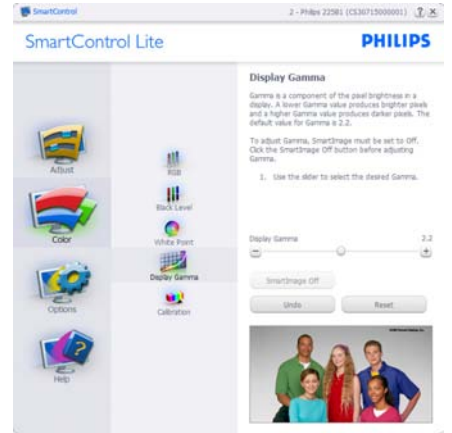 SmartControl
2 - Philips 225B1 (CS30715000001)
SmartControl Lite
PHILIPS
Adjust
Color
Options
Help
RGB
Black Level
White Point
Display Gamma
Calibration
Display Gamma
Gamma is a component of the pixel brightness in a
display. A lower Gamma value produces brighter pixels
and a higher Gamma value produces darker pixels. The
default value for Gamma is 2.2.
To adjust Gamma, SmartImage must be set to Off.
Click the SmartImage Off button before adjusting
Gamma.
1. Use the slider to select the desired Gamma.
Display Gamma
2.2
SmartImage Off
Undo
Reset